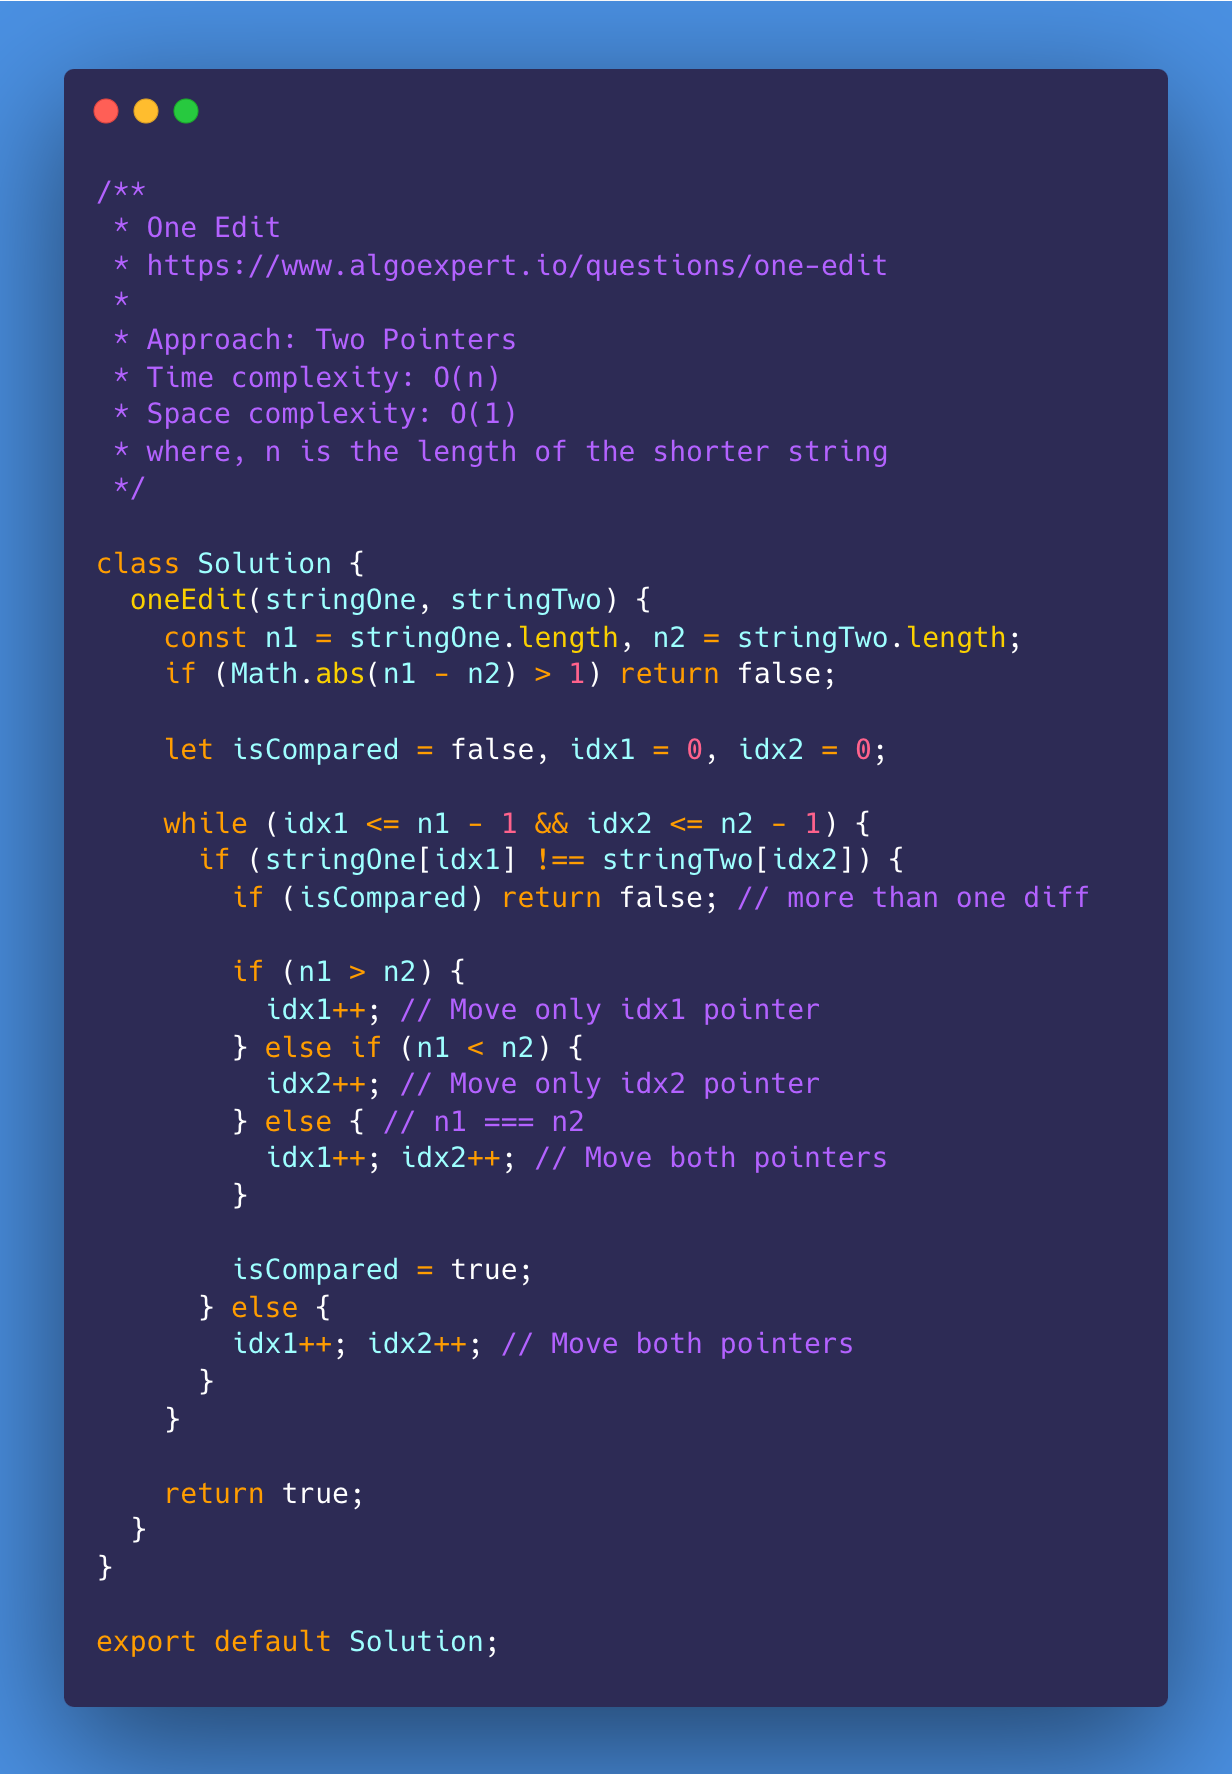 /**
 * One Edit
 * https://www.algoexpert.io/questions/one-edit
 *
 * Approach: Two Pointers
 * Time complexity: O(n)
 * Space complexity: O(1)
 * where, n is the length of the shorter string
 */

class Solution {
  oneEdit(stringOne, stringTwo) {
    const n1 = stringOne.length, n2 = stringTwo.length;
    if (Math.abs(n1 - n2) > 1) return false;

    let isCompared = false, idx1 = 0, idx2 = 0;

    while (idx1 <= n1 - 1 && idx2 <= n2 - 1) {
      if (stringOne[idx1] !== stringTwo[idx2]) {
        if (isCompared) return false; // more than one diff

        if (n1 > n2) {
          idx1++; // Move only idx1 pointer
        } else if (n1 < n2) {
          idx2++; // Move only idx2 pointer
        } else { // n1 === n2
          idx1++; idx2++; // Move both pointers
        }

        isCompared = true;
      } else {
        idx1++; idx2++; // Move both pointers
      }
    }

    return true;
  }
}

export default Solution;